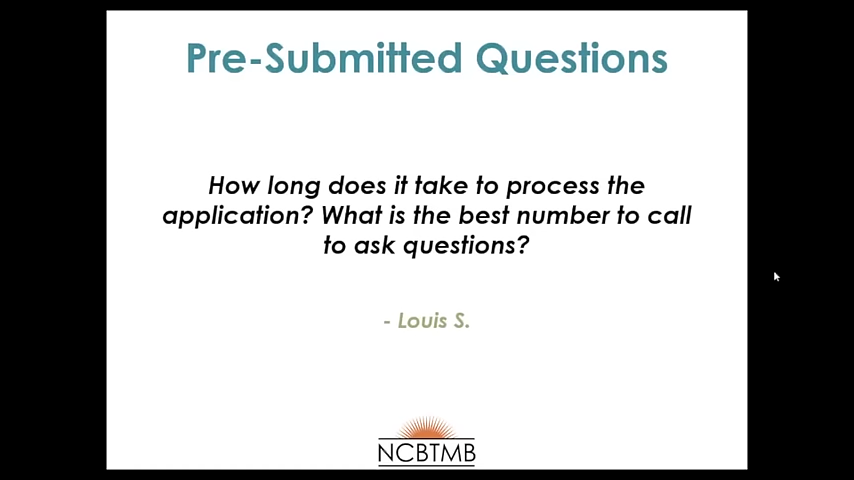 Pre-Submitted Questions
How long does it take to process the
application? What is the best number to call
to ask questions?
- Louis S.
NCBTMB